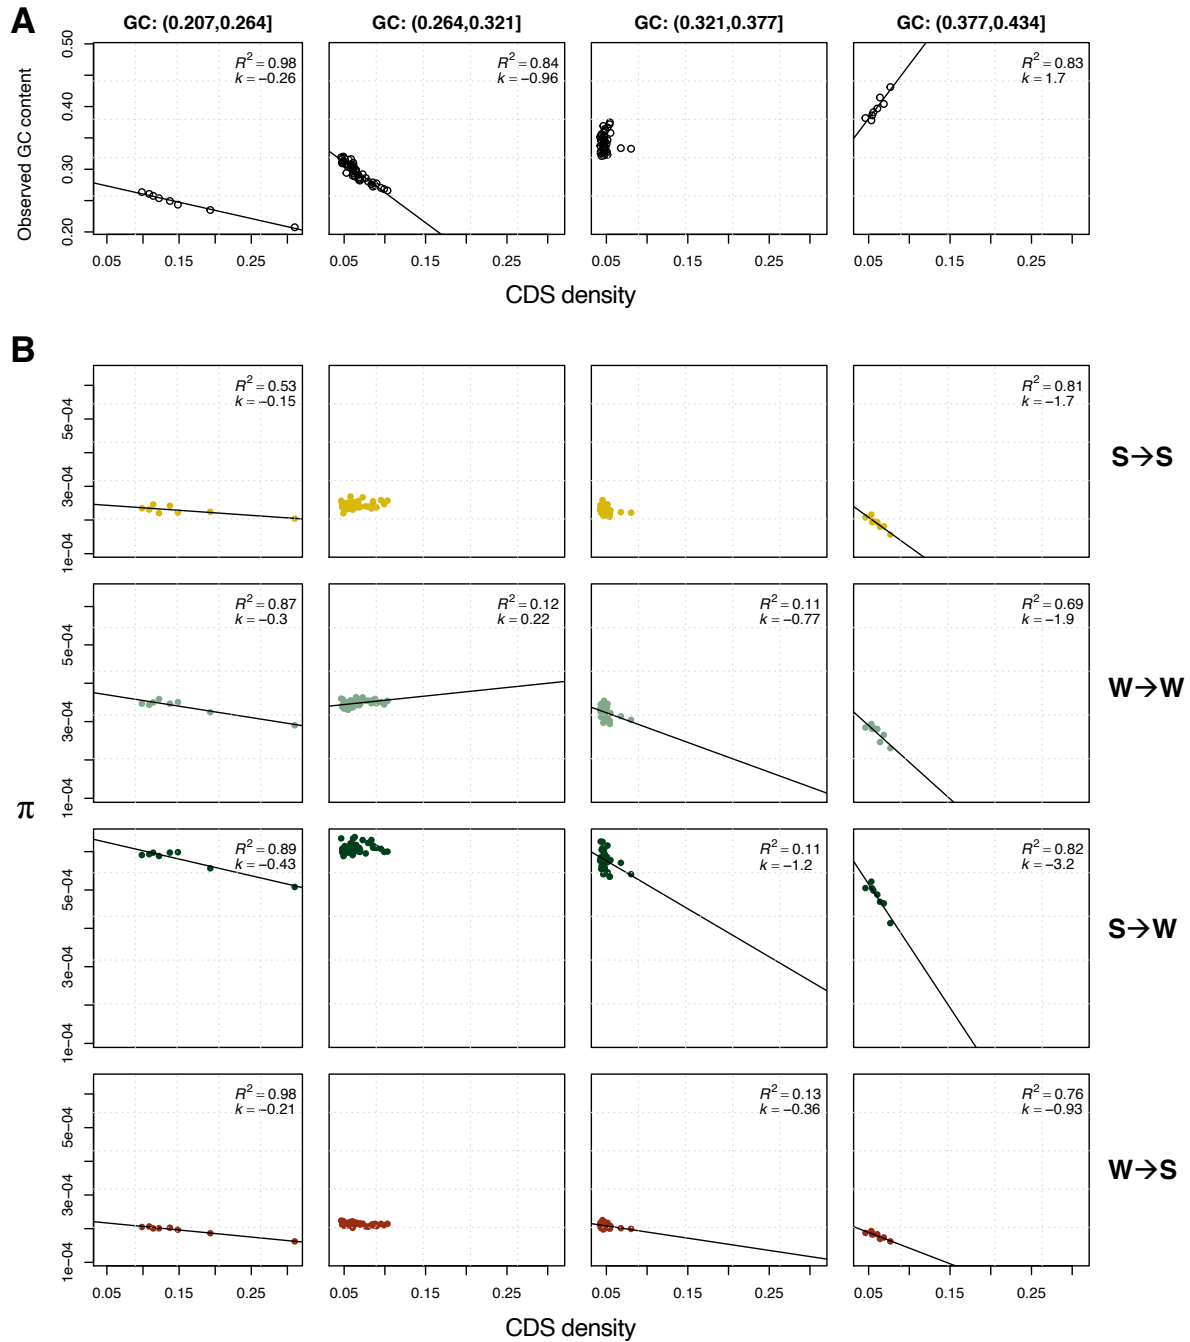 A
GC: (0.207,0.264]
GC: (0.264,0.321]
GC: (0.321,0.377]
GC: (0.377,0.434]
Observed GC content
0.50
0.40
0.30
0.20
R² = 0.98
k = −0.26
R² = 0.84
k = −0.96
R² = 0.83
k = 1.7
0.05 0.15 0.25
0.05 0.15 0.25
0.05 0.15 0.25
0.05 0.15 0.25
CDS density
B
π
5e−04
3e−04
1e−04
R² = 0.53
k = −0.15
R² = 0.81
k = −1.7
S→S
5e−04
3e−04
1e−04
R² = 0.87
k = −0.3
R² = 0.12
k = 0.22
R² = 0.11
k = −0.77
R² = 0.69
k = −1.9
W→W
5e−04
3e−04
1e−04
R² = 0.89
k = −0.43
R² = 0.11
k = −1.2
R² = 0.82
k = −3.2
S→W
5e−04
3e−04
1e−04
R² = 0.98
k = −0.21
R² = 0.13
k = −0.36
R² = 0.76
k = −0.93
W→S
0.05 0.15 0.25
0.05 0.15 0.25
0.05 0.15 0.25
0.05 0.15 0.25
CDS density